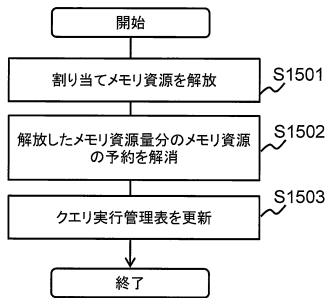 開始
割り当てメモリ資源を解放
S1501
解放したメモリ資源量分のメモリ資源
の予約を解消
S1502
クエリ実行管理表を更新
S1503
終了